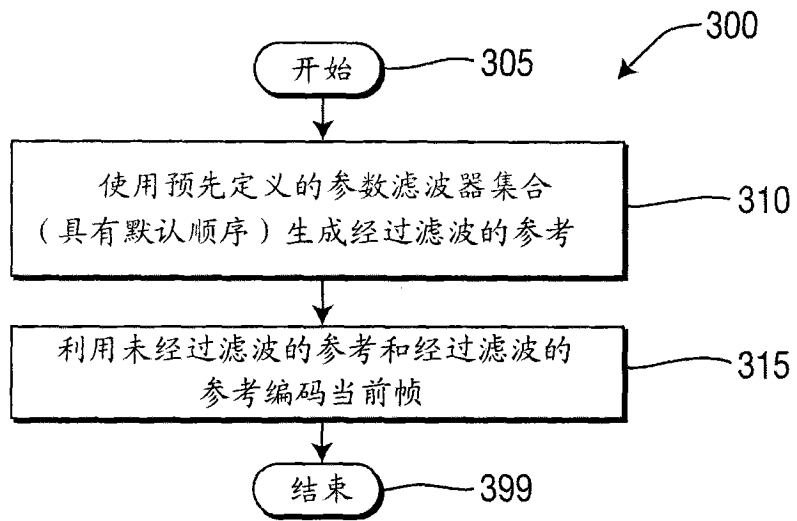 300
开始
305
使用预先定义的参数滤波器集合
（具有默认顺序）生成经过滤波的参考
310
利用未经过滤波的参考和经过滤波的
参考编码当前帧
315
结束
399